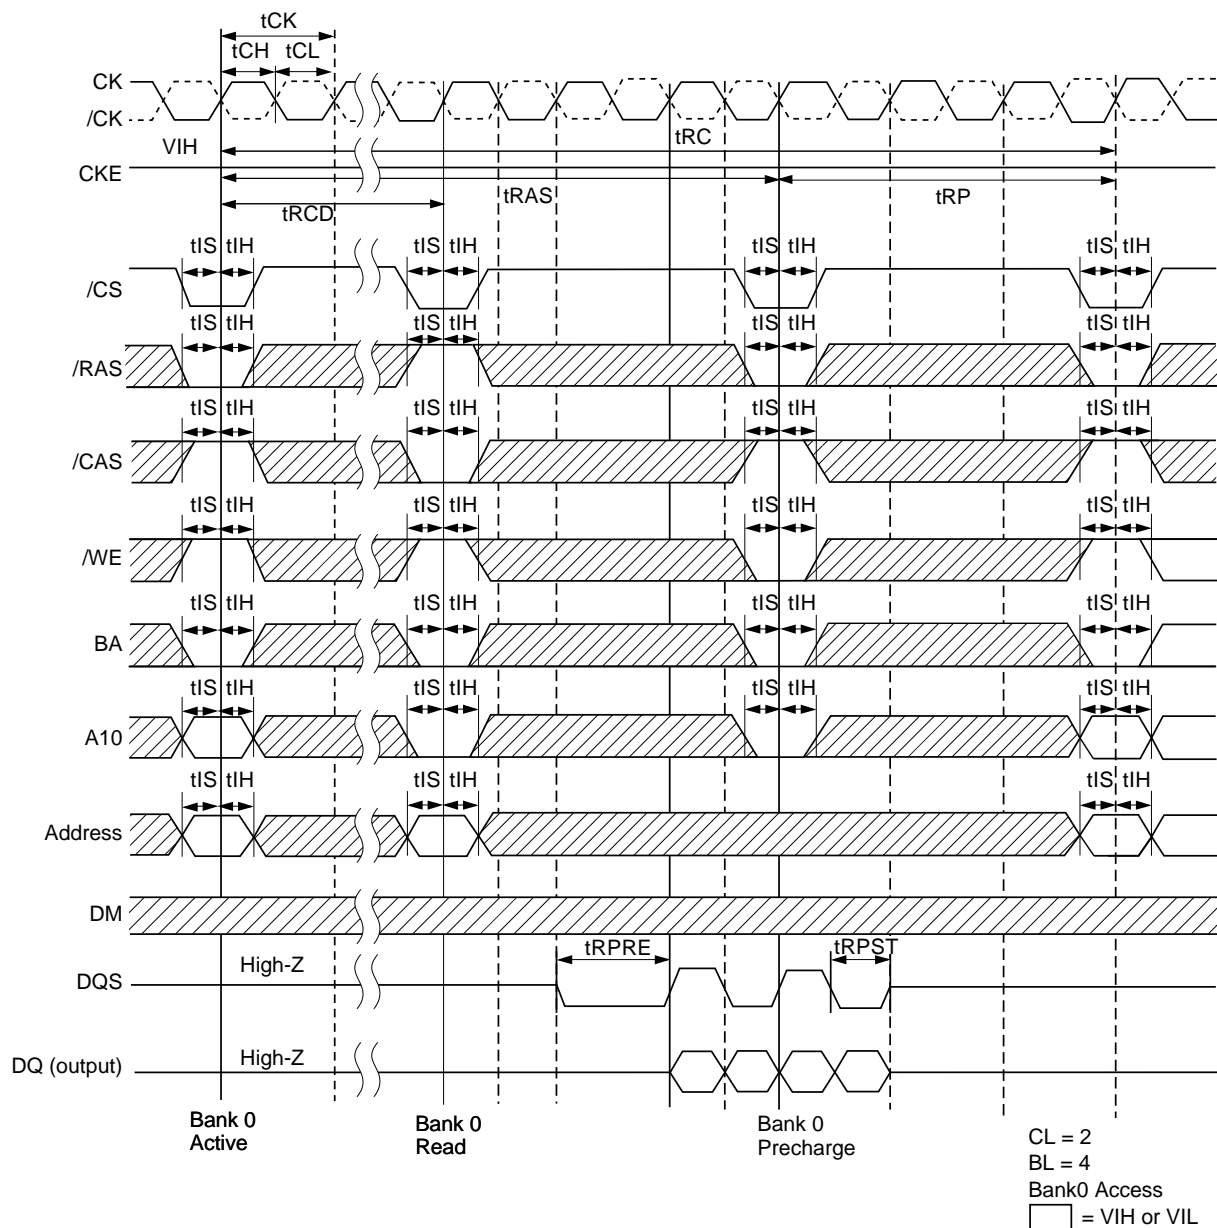 tCK
tCH tCL
CK
/CK
VIH
tRC
CKE
tRAS
tRP
tRCD
tIS tIH tIS tIH tIS tIH tIS tIH
/CS
tIS tIH tIS tIH tIS tIH tIS tIH
/RAS
tIS tIH tIS tIH tIS tIH tIS tIH
/CAS
tIS tIH tIS tIH tIS tIH tIS tIH
/WE
tIS tIH tIS tIH tIS tIH tIS tIH
BA
tIS tIH tIS tIH tIS tIH tIS tIH
A10
tIS tIH tIS tIH tIS tIH
Address
DM
tRPRE tRPST
High-Z
DQS
High-Z
DQ (output)
Bank 0
Active
Bank 0
Read
Bank 0
Precharge
CL = 2
BL = 4
Bank0 Access
= VIH or VIL